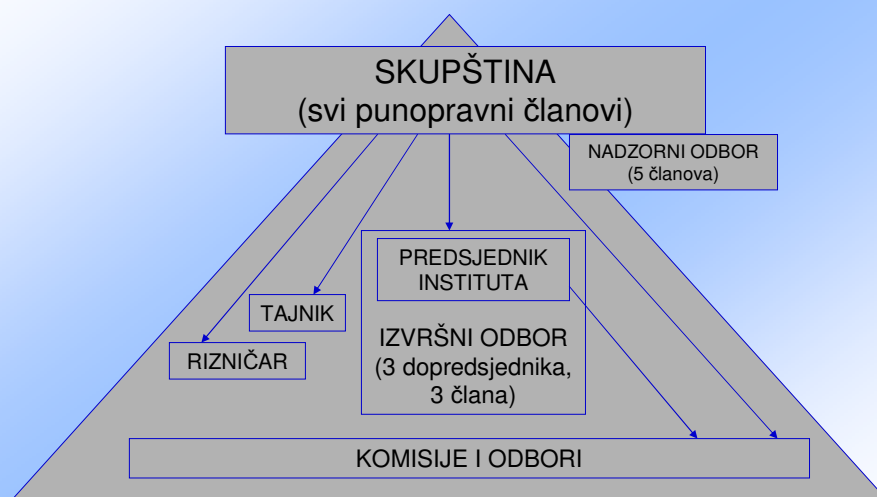 SKUPŠTINA
(svi punopravni članovi)
NADZORNI ODBOR
(5 članova)
PREDSJEDNIK
INSTITUTA
TAJNIK
IZVRŠNI ODBOR
(3 dopredsjednika,
3 člana)
RIZNIČAR
KOMISIJE I ODBORI